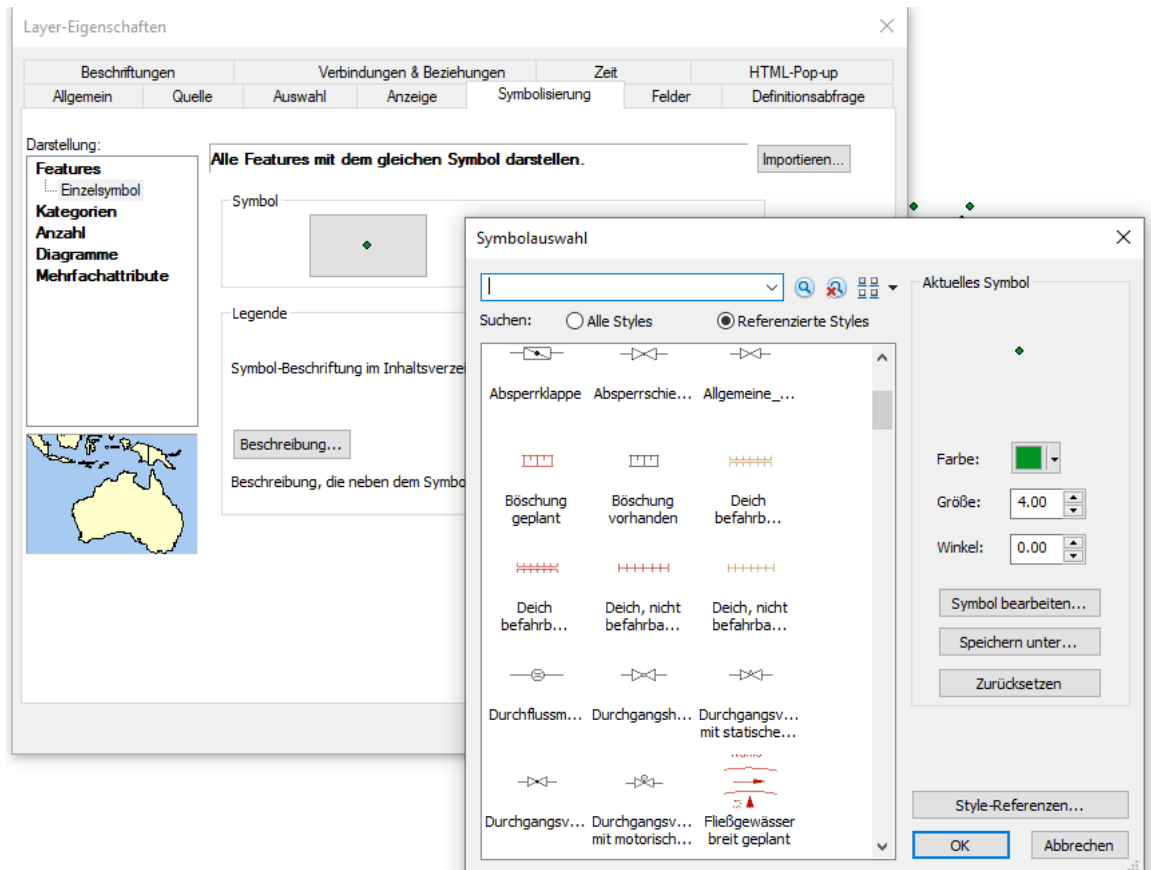 Layer-Eigenschaften
Beschriftungen Verbindungen & Beziehungen Zeit HTML-Pop-up
Allgemein Quelle Auswahl Anzeige Symbolisierung Felder Definitionsabfrage
Darstellung:
Features
Einzelsymbol
Kategorien
Anzahl
Diagramme
Mehrfachattribute
Alle Features mit dem gleichen Symbol darstellen.
Importieren...
Symbol
Legende
Symbol-Beschriftung im Inhaltsverzei
Beschreibung...
Beschreibung, die neben dem Symbo
Symbolauswahl
Suchen: Alle Styles Referenzierte Styles
Absperrklappe Absperrschie... Allgemeine_...
Böschung Böschung Deich
geplant vorhanden befahrb...
Deich Deich, nicht Deich, nicht
befahrb... befahrba... befahrba...
Durchflussm... Durchgangsh... Durchgangsv...
mit statische...
Durchgangsv... Durchgangsv... Fließgewässer
mit motorisch... breit geplant
Aktuelles Symbol
Farbe:
Größe: 4.00
Winkel: 0.00
Symbol bearbeiten...
Speichern unter...
Zurücksetzen
Style-Referenzen...
OK Abbrechen